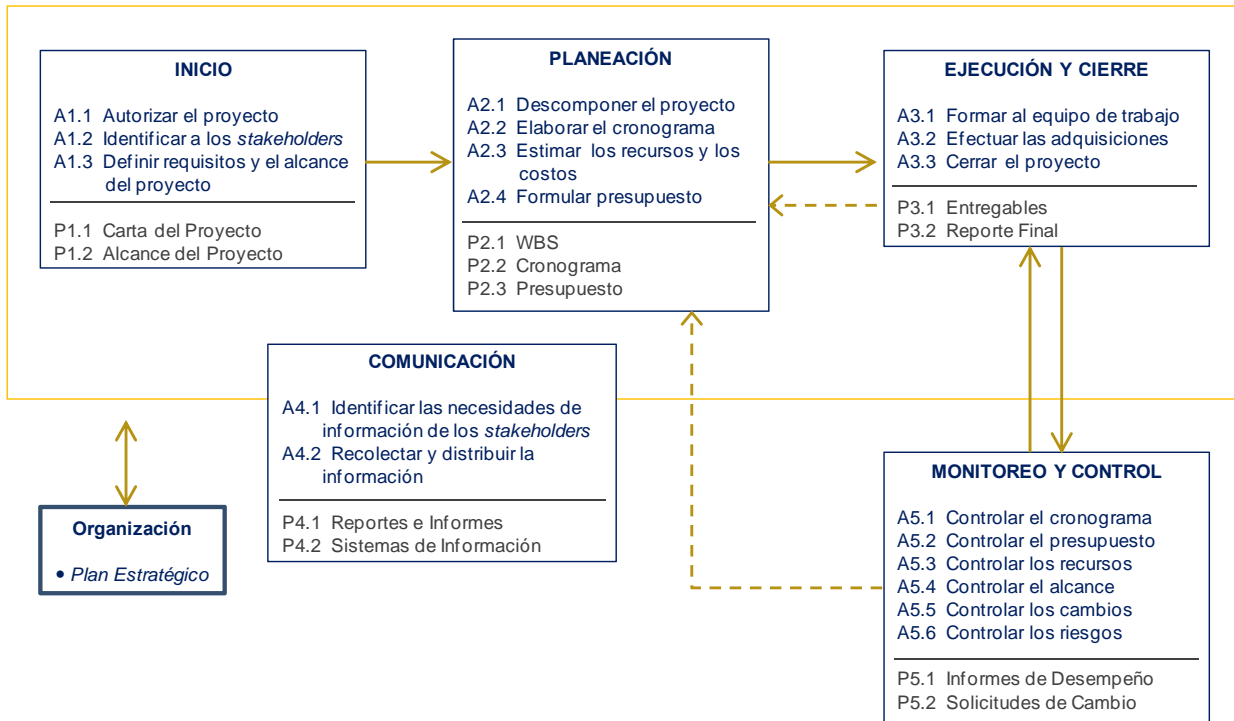 INICIO
A1.1 Autorizar el proyecto
A1.2 Identificar a los stakeholders
A1.3 Definir requisitos y el alcance
del proyecto
P1.1 Carta del Proyecto
P1.2 Alcance del Proyecto
PLANEACIÓN
A2.1 Descomponer el proyecto
A2.2 Elaborar el cronograma
A2.3 Estimar los recursos y los
costos
A2.4 Formular presupuesto
P2.1 WBS
P2.2 Cronograma
P2.3 Presupuesto
EJECUCIÓN Y CIERRE
A3.1 Formar al equipo de trabajo
A3.2 Efectuar las adquisiciones
A3.3 Cerrar el proyecto
P3.1 Entregables
P3.2 Reporte Final
COMUNICACIÓN
A4.1 Identificar las necesidades de
información de los stakeholders
A4.2 Recolectar y distribuir la
información
P4.1 Reportes e Informes
P4.2 Sistemas de Información
Organización
• Plan Estratégico
MONITOREO Y CONTROL
A5.1 Controlar el cronograma
A5.2 Controlar el presupuesto
A5.3 Controlar los recursos
A5.4 Controlar el alcance
A5.5 Controlar los cambios
A5.6 Controlar los riesgos
P5.1 Informes de Desempeño
P5.2 Solicitudes de Cambio